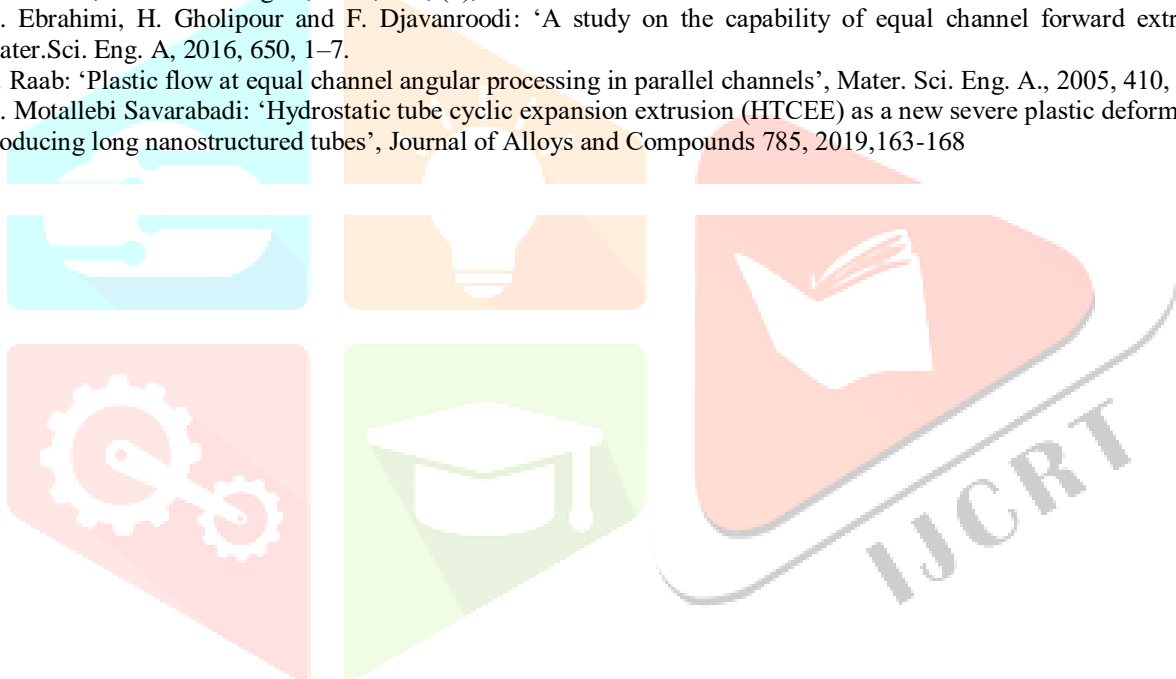 . Ebrahimi, H. Gholipour and F. Djavanroodi: ‘A study on the capability of equal channel forward extr
ater.Sci. Eng. A, 2016, 650, 1–7.
. Raab: ‘Plastic flow at equal channel angular processing in parallel channels’, Mater. Sci. Eng. A., 2005, 410,
. Motallebi Savarabadi: ‘Hydrostatic tube cyclic expansion extrusion (HTCEE) as a new severe plastic deform
oducing long nanostructured tubes’, Journal of Alloys and Compounds 785, 2019,163-168
IJCRT